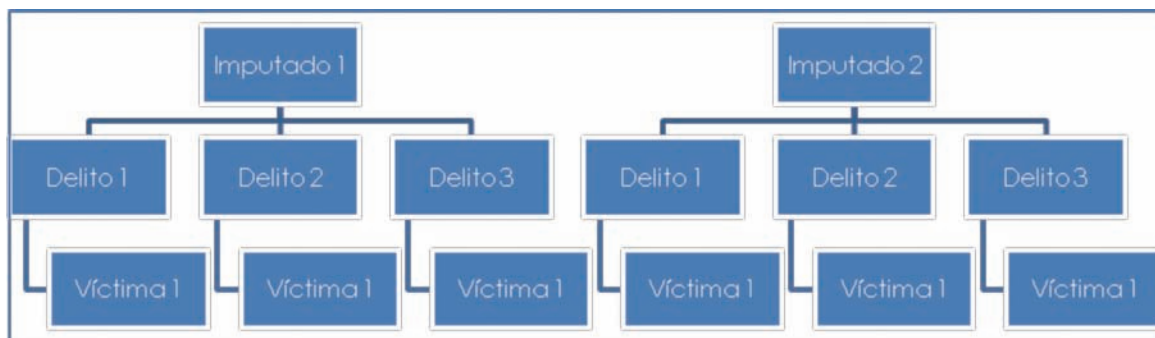 Imputado 1
Imputado 2
Delito 1
Delito 2
Delito 3
Delito 1
Delito 2
Delito 3
Víctima 1
Víctima 1
Víctima 1
Víctima 1
Víctima 1
Víctima 1